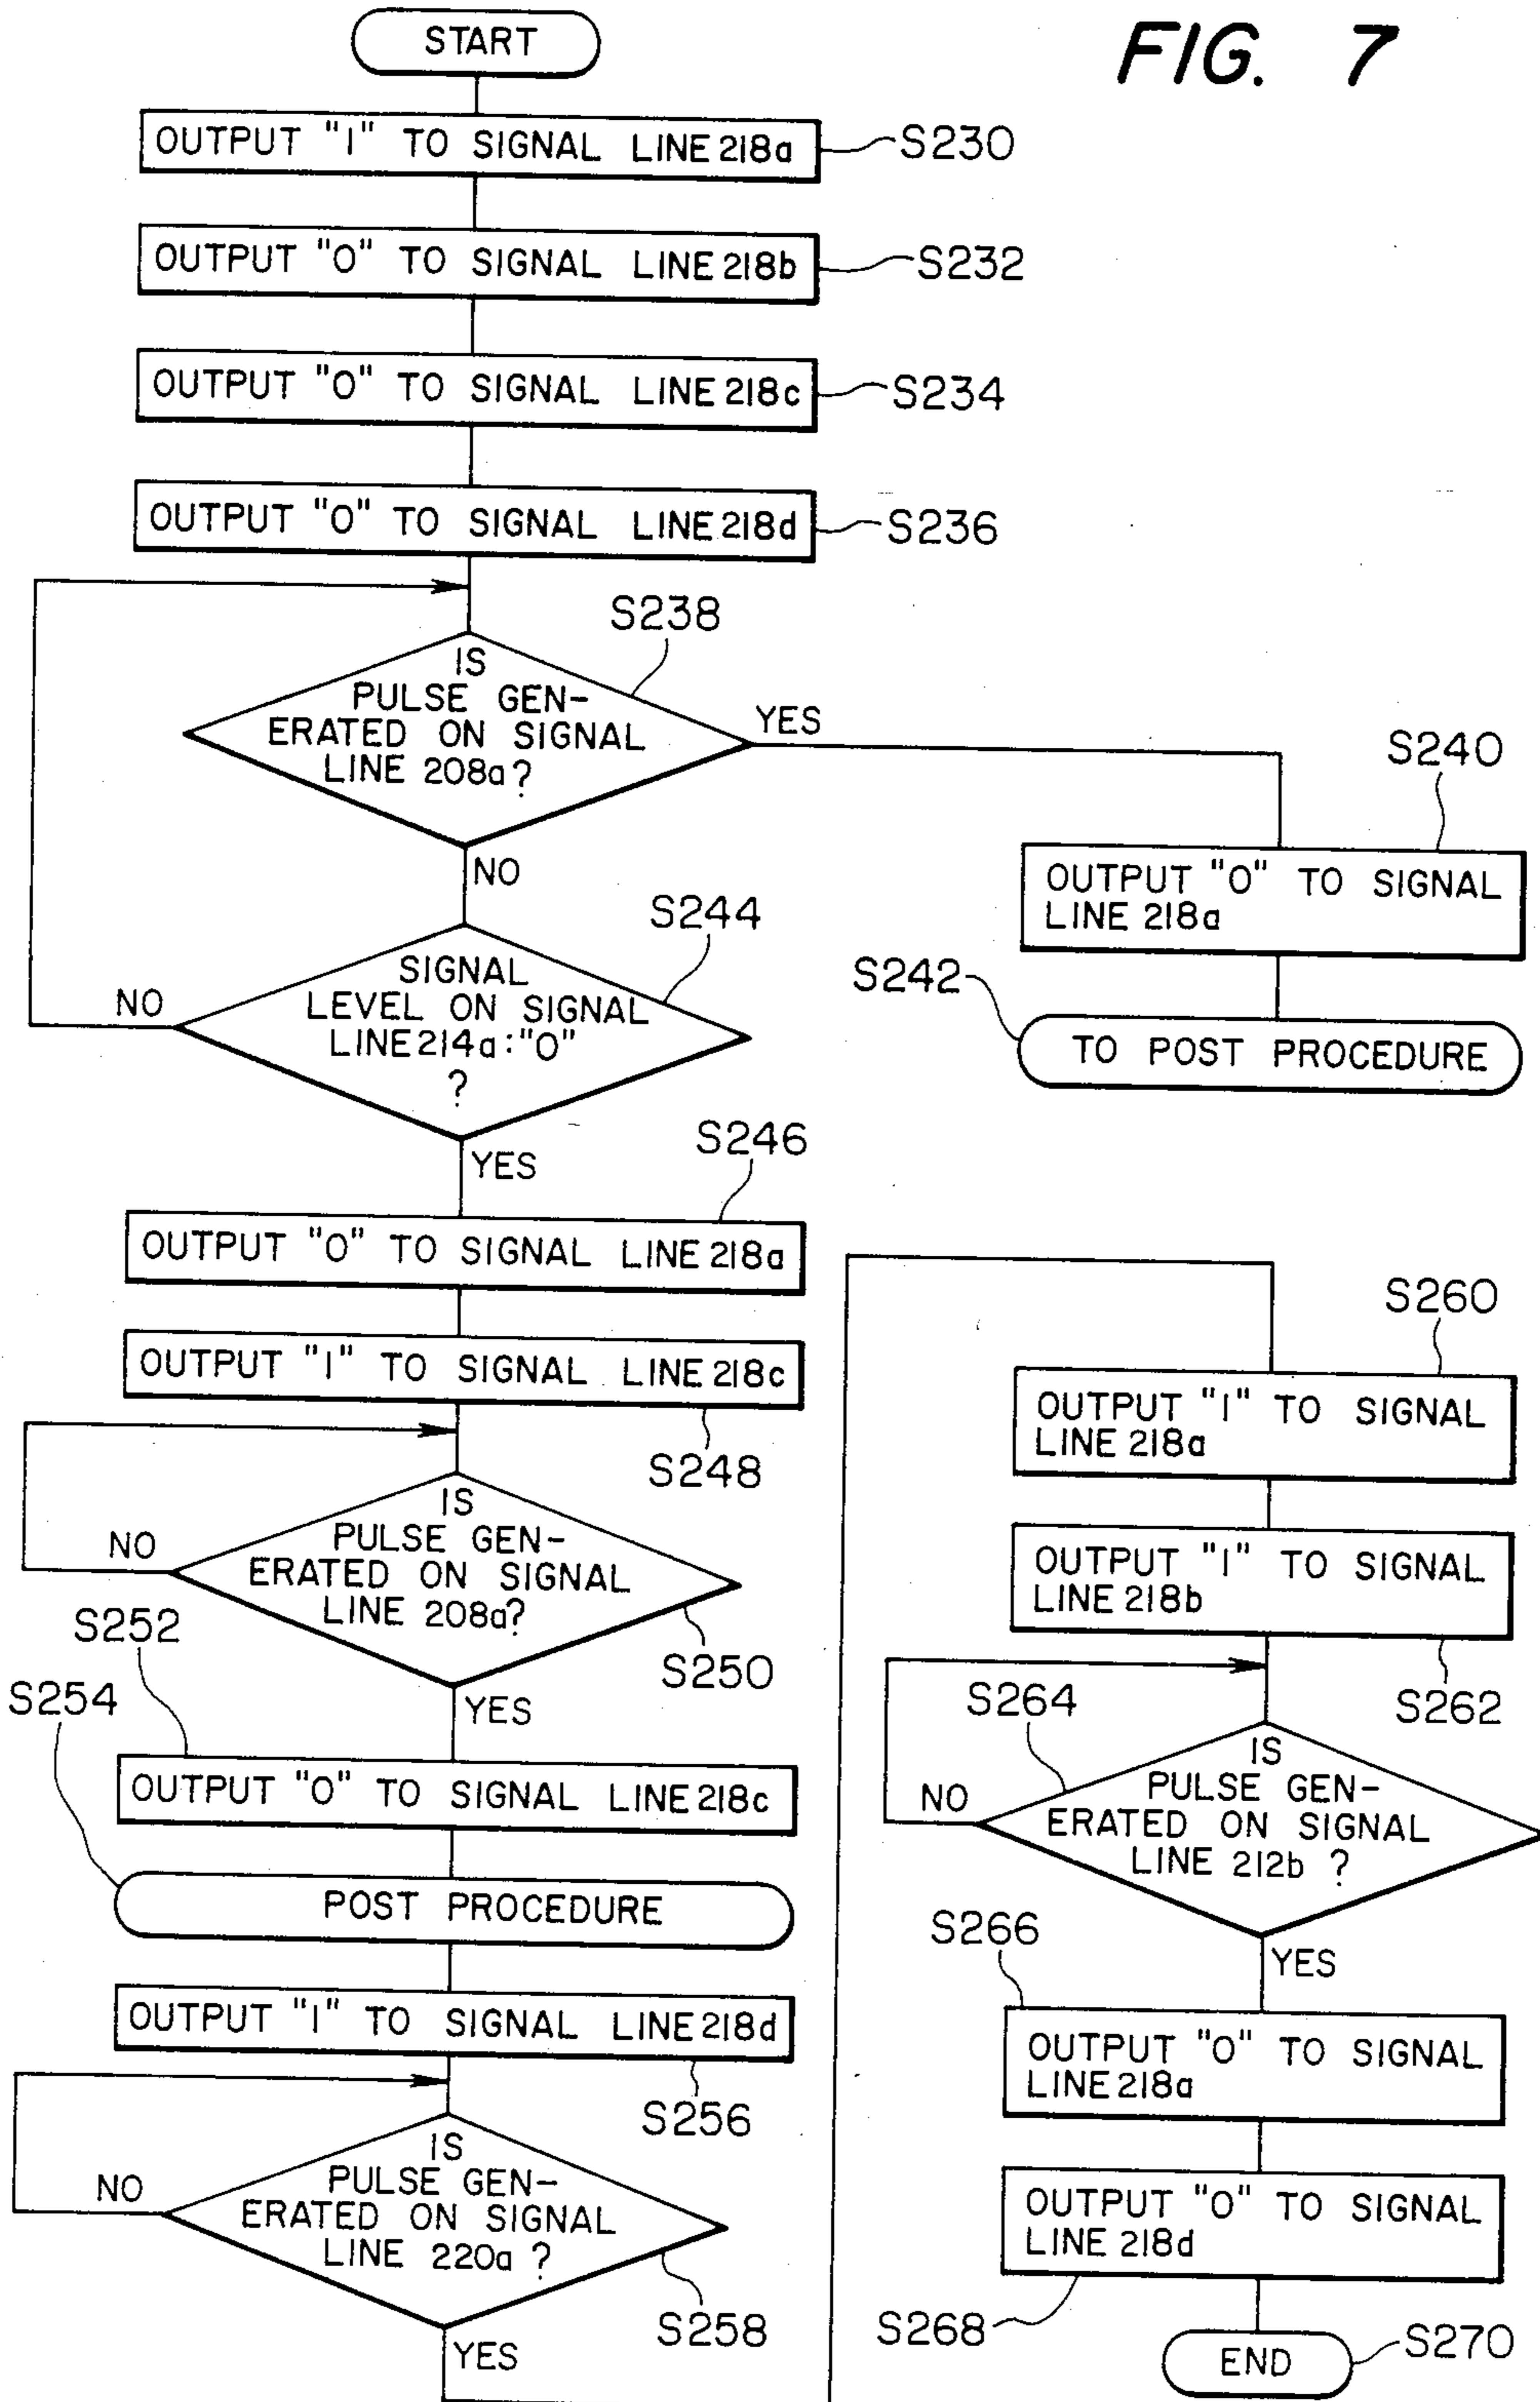 FIG. 7
START
OUTPUT "1" TO SIGNAL LINE 218a
S230
OUTPUT "0" TO SIGNAL LINE 218b
S232
OUTPUT "0" TO SIGNAL LINE 218c
S234
OUTPUT "0" TO SIGNAL LINE 218d
S236
S238
IS
PULSE GEN-
ERATED ON SIGNAL
LINE 208a?
YES
NO
S240
OUTPUT "0" TO SIGNAL
LINE 218a
S242
TO POST PROCEDURE
S244
SIGNAL
LEVEL ON SIGNAL
LINE 214a:"0"
?
NO
YES
S246
OUTPUT "0" TO SIGNAL LINE 218a
OUTPUT "1" TO SIGNAL LINE 218c
S248
IS
PULSE GEN-
ERATED ON SIGNAL
LINE 208a?
NO
S250
YES
S252
OUTPUT "0" TO SIGNAL LINE 218c
S254
POST PROCEDURE
OUTPUT "1" TO SIGNAL LINE 218d
S256
IS
PULSE GEN-
ERATED ON SIGNAL
LINE 220a ?
NO
S258
YES
S260
OUTPUT "1" TO SIGNAL
LINE 218a
OUTPUT "1" TO SIGNAL
LINE 218b
S262
S264
IS
PULSE GEN-
ERATED ON SIGNAL
LINE 212b ?
NO
YES
S266
OUTPUT "0" TO SIGNAL
LINE 218a
OUTPUT "0" TO SIGNAL
LINE 218d
S268
END
S270